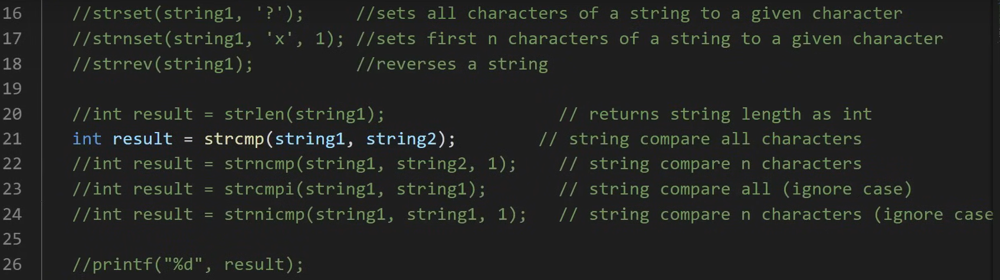 16 //strset(string1, '?'); //sets all characters of a string to a given character
17 //strnset(string1, 'x', 1); //sets first n characters of a string to a given character
18 //strrev(string1); //reverses a string
19
20 //int result = strlen(string1); // returns string length as int
21 int result = strcmp(string1, string2); // string compare all characters
22 //int result = strncmp(string1, string2, 1); // string compare n characters
23 //int result = strcmpi(string1, string1); // string compare all (ignore case)
24 //int result = strnicmp(string1, string1, 1); // string compare n characters (ignore case
25
26 //printf("%d", result);